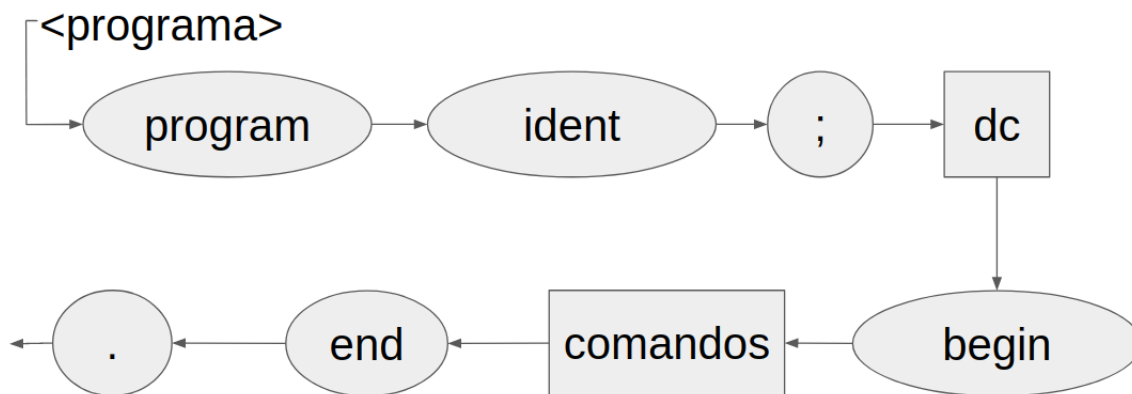 <programa>
program ident ; dc
. end comandos begin